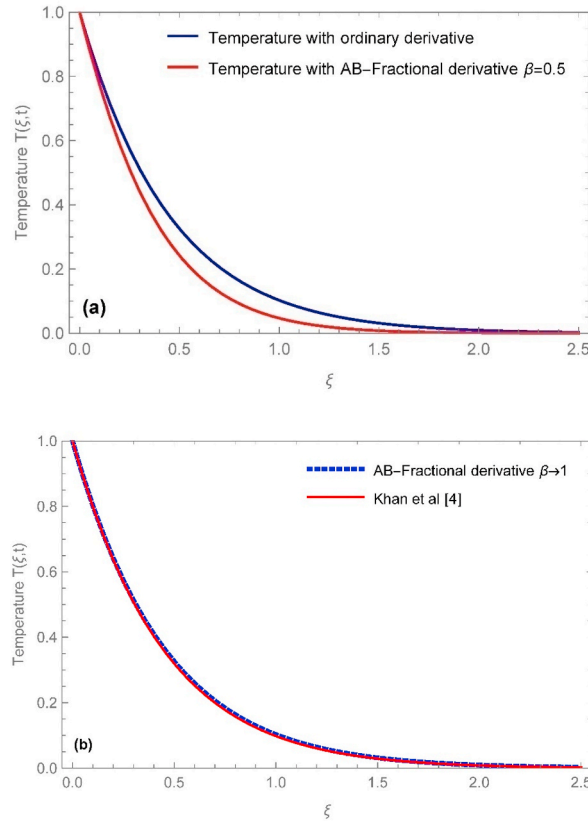 1.0
Temperature with ordinary derivative
Temperature with AB–Fractional derivative β=0.5
0.8
0.6
0.4
0.2
0.0
Temperature T(ξ,t)
(a)
0.0 0.5 1.0 1.5 2.0 2.5
ξ
1.0
AB–Fractional derivative β→1
Khan et al [4]
0.8
0.6
0.4
0.2
0.0
Temperature T(ξ,t)
(b)
0.0 0.5 1.0 1.5 2.0 2.5
ξ